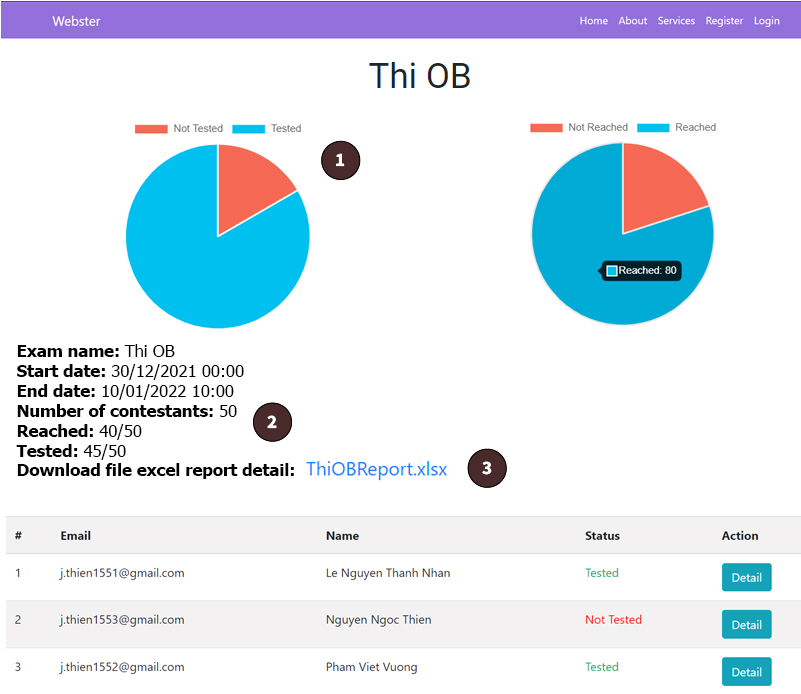 Webster
Home About Services Register Login
Thi OB
Not Tested Tested
Not Reached Reached
1
Reached: 80
Exam name: Thi OB
Start date: 30/12/2021 00:00
End date: 10/01/2022 10:00
Number of contestants: 50
2
Reached: 40/50
Tested: 45/50
Download file excel report detail: ThiOBReport.xlsx
3
# Email Name Status Action
1 j.thien1551@gmail.com Le Nguyen Thanh Nhan Tested Detail
2 j.thien1553@gmail.com Nguyen Ngoc Thien Not Tested Detail
3 j.thien1552@gmail.com Pham Viet Vuong Tested Detail